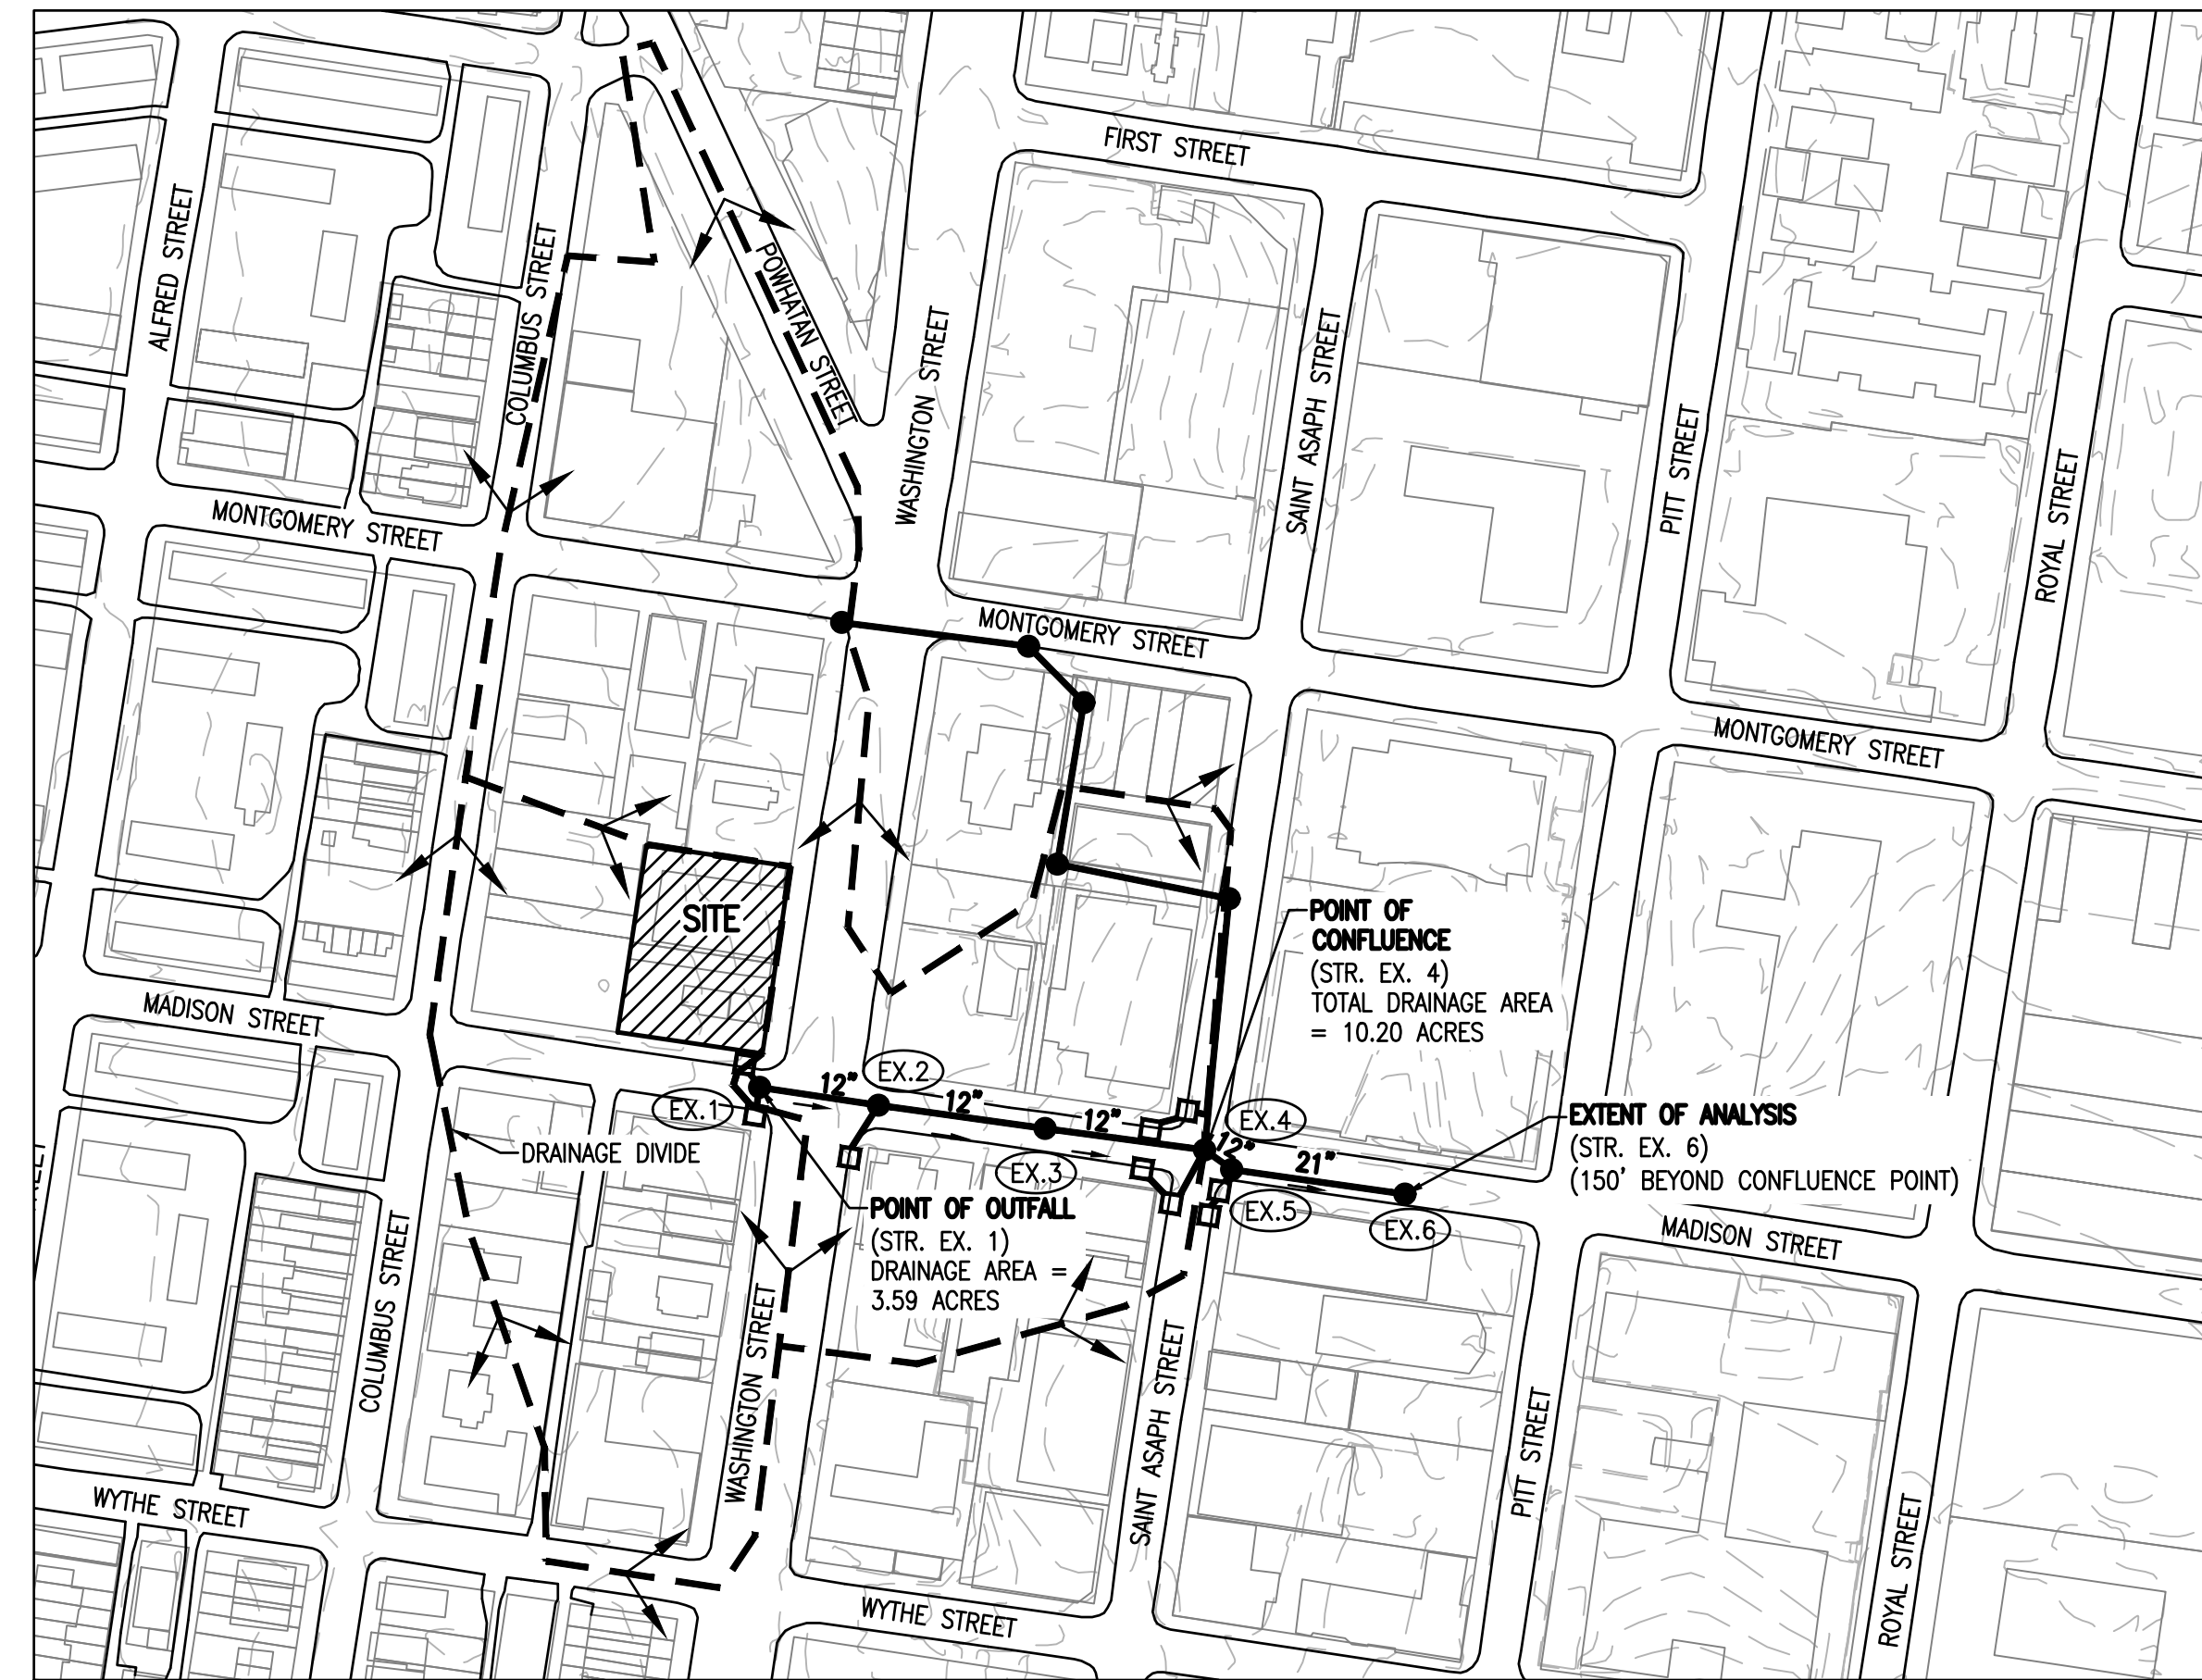 FIRST STREET
ALFRED STREET
COLUMBUS STREET
POWHATAN STREET
WASHINGTON STREET
SAINT ASAPH STREET
PITT STREET
ROYAL STREET
MONTGOMERY STREET
MONTGOMERY STREET
MONTGOMERY STREET
SITE
POINT OF
CONFLUENCE
(STR. EX. 4)
TOTAL DRAINAGE AREA
= 10.20 ACRES
MADISON STREET
EX.1
12"
EX.2
12"
EX.3
12"
EX.4
12"
EX.5
21"
EX.6
EXTENT OF ANALYSIS
(STR. EX. 6)
(150' BEYOND CONFLUENCE POINT)
DRAINAGE DIVIDE
POINT OF OUTFALL
(STR. EX. 1)
DRAINAGE AREA =
3.59 ACRES
MADISON STREET
COLUMBUS STREET
WASHINGTON STREET
SAINT ASAPH STREET
PITT STREET
ROYAL STREET
WYTHE STREET
WYTHE STREET